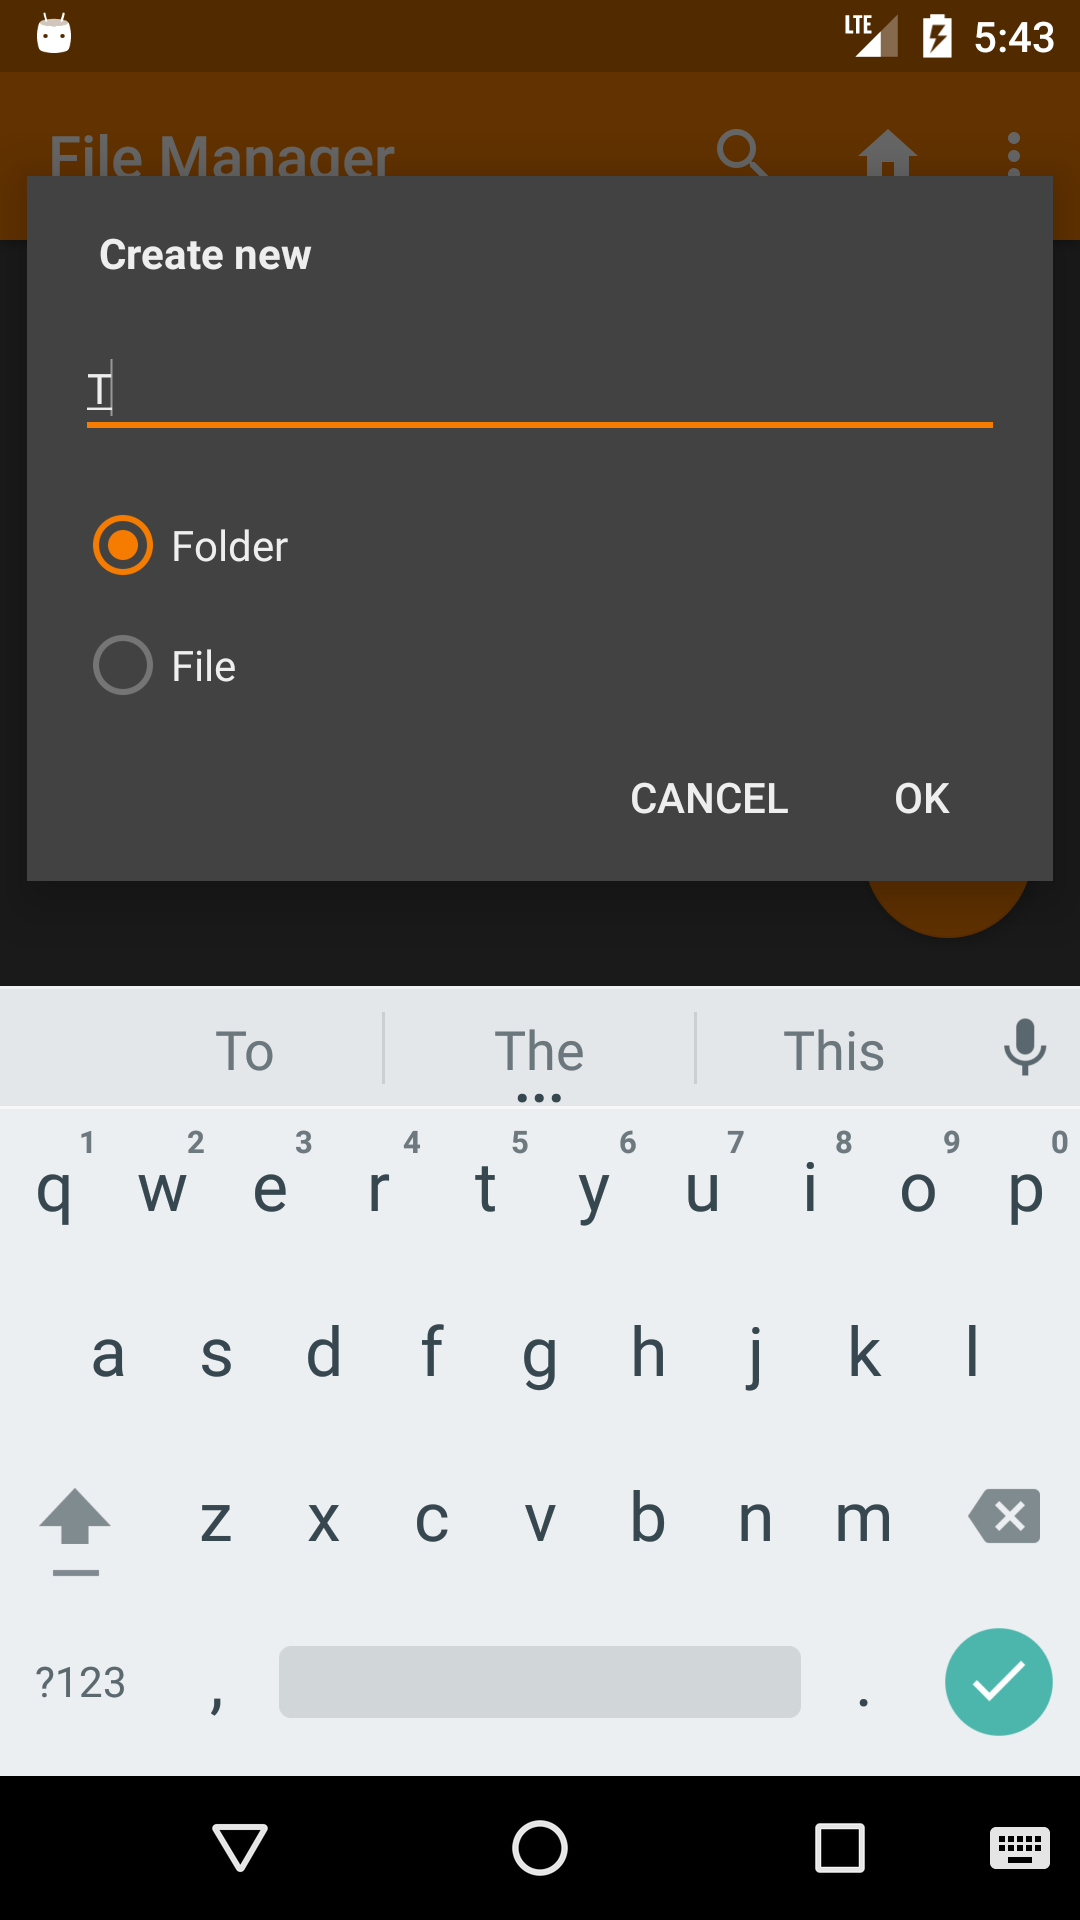 LTE 5:43
File Manager
Create new
T
Folder
File
CANCEL OK
To The This
1 2 3 4 5 6 7 8 9 0
q w e r t y u i o p
a s d f g h j k l
z x c v b n m
?123 , .